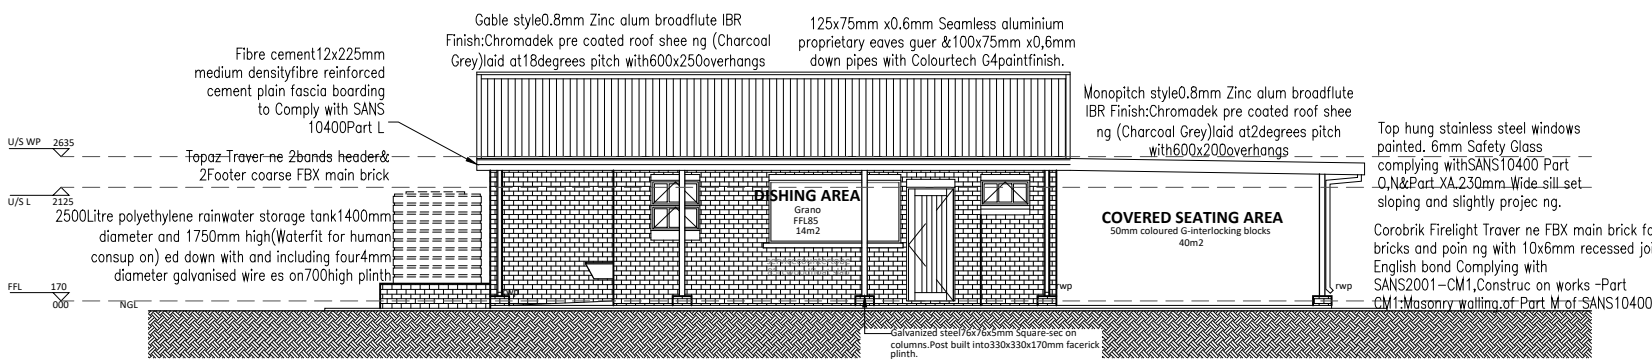 Gable style0.8mm Zinc alum broadflute IBR
Finish:Chromadek pre coated roof shee ng (Charcoal
Grey)laid at18degrees pitch with600x250overhangs
125x75mm x0.6mm Seamless aluminium
proprietary eaves guer &100x75mm x0,6mm
down pipes with Colourtech G4paintfinish.
Fibre cement12x225mm
medium densityfibre reinforced
cement plain fascia boarding
to Comply with SANS
10400Part L
Monopitch style0.8mm Zinc alum broadflute
IBR Finish:Chromadek pre coated roof shee
ng (Charcoal Grey)laid at2degrees pitch
with600x200overhangs
Top hung stainless steel windows
painted. 6mm Safety Glass
complying withSANS10400 Part
O,N&Part XA.230mm Wide sill set
sloping and slightly projec ng.
U/S WP 2635
Topaz Traver ne 2bands header&
2Footer coarse FBX main brick
U/S L 2125
2500Litre polyethylene rainwater storage tank1400mm
diameter and 1750mm high(Waterfit for human
consup on) ed down with and including four4mm
diameter galvanised wire es on700high plinth
DISHING AREA
Grano
FFL85
14m2
COVERED SEATING AREA
50mm coloured G-interlocking blocks
40m2
Corobrik Firelight Traver ne FBX main brick fo
bricks and poin ng with 10x6mm recessed joi
English bond Complying with
SANS2001-CM1,Construc on works -Part
CM1:Masonry walling.of Part M of SANS10400
FFL 170
000 NGL
rwp
rwp
rwp
Galvanized steel76x76x5mm Square-sec on
columns.Post built into330x330x170mm facerick
plinth.